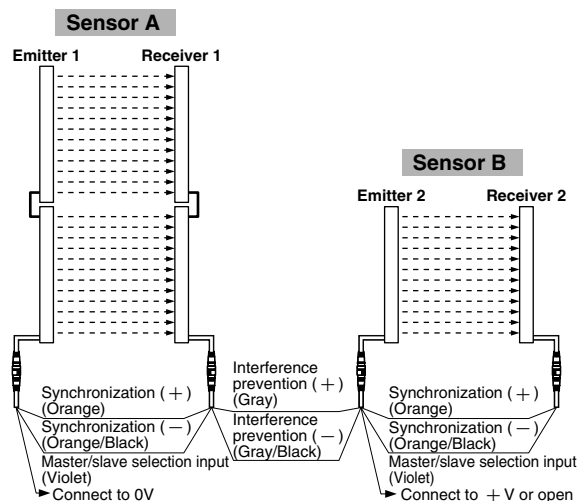 Sensor A
Emitter 1
Receiver 1
Sensor B
Emitter 2
Receiver 2
Synchronization (+)
(Orange)
Synchronization (−)
(Orange/Black)
Master/slave selection input
(Violet)
Connect to 0V
Interference
prevention (+)
(Gray)
Interference
prevention (−)
(Gray/Black)
Synchronization (+)
(Orange)
Synchronization (−)
(Orange/Black)
Master/slave selection input
(Violet)
Connect to +V or open